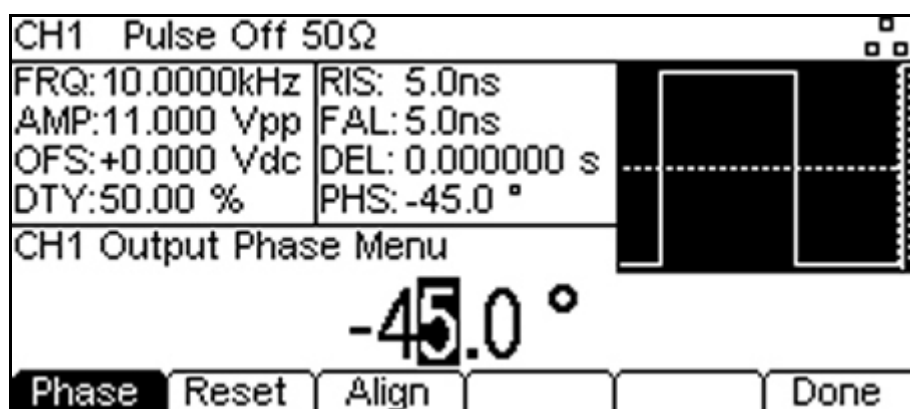 CH1 Pulse Off 50Ω
FRQ:10.0000kHz
AMP:11.000 Vpp
OFS:+0.000 Vdc
DTY:50.00 %
RIS: 5.0ns
FAL:5.0ns
DEL: 0.000000 s
PHS:-45.0 °
CH1 Output Phase Menu
-45.0 °
Phase Reset Align Done